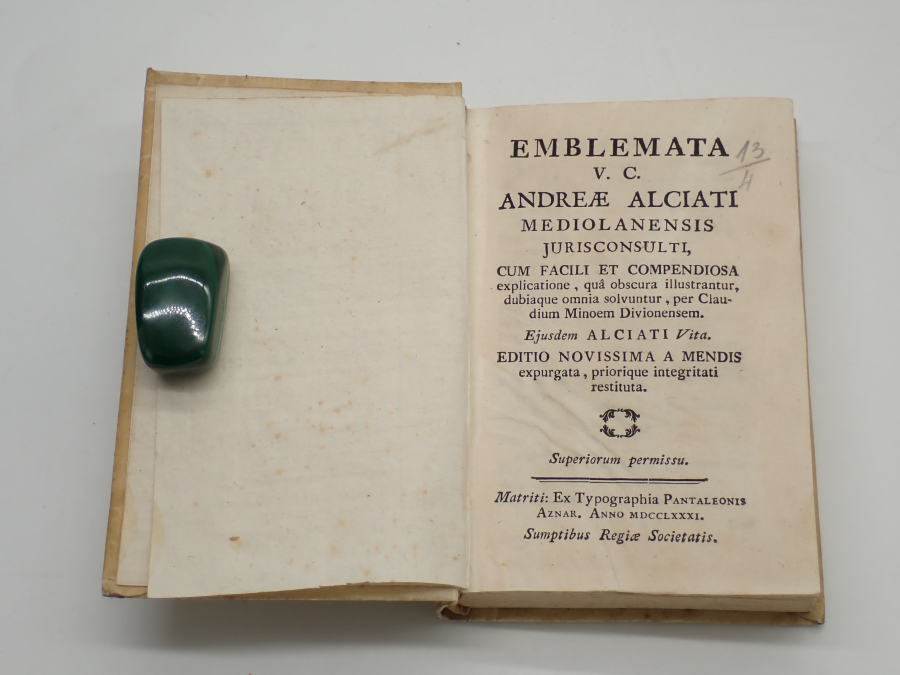 EMBLEMATA
V. C.
ANDREÆ ALCIATI
MEDIOLANENSIS
JURISCONSULTI,
CUM FACILI ET COMPENDIOSA
explicatione, quâ obscura illustrantur,
dubiaque omnia solvuntur, per Clau-
dium Minoem Divionensem.
Ejusdem ALCIATI Vita.
EDITIO NOVISSIMA A MENDIS
expurgata, priorique integritati
restituta.
Superiorum permissu.
Matriti: Ex Typographia PANTALEONIS
AZNAR. ANNO MDCCLXXXI.
Sumptibus Regiæ Societatis.
13
4